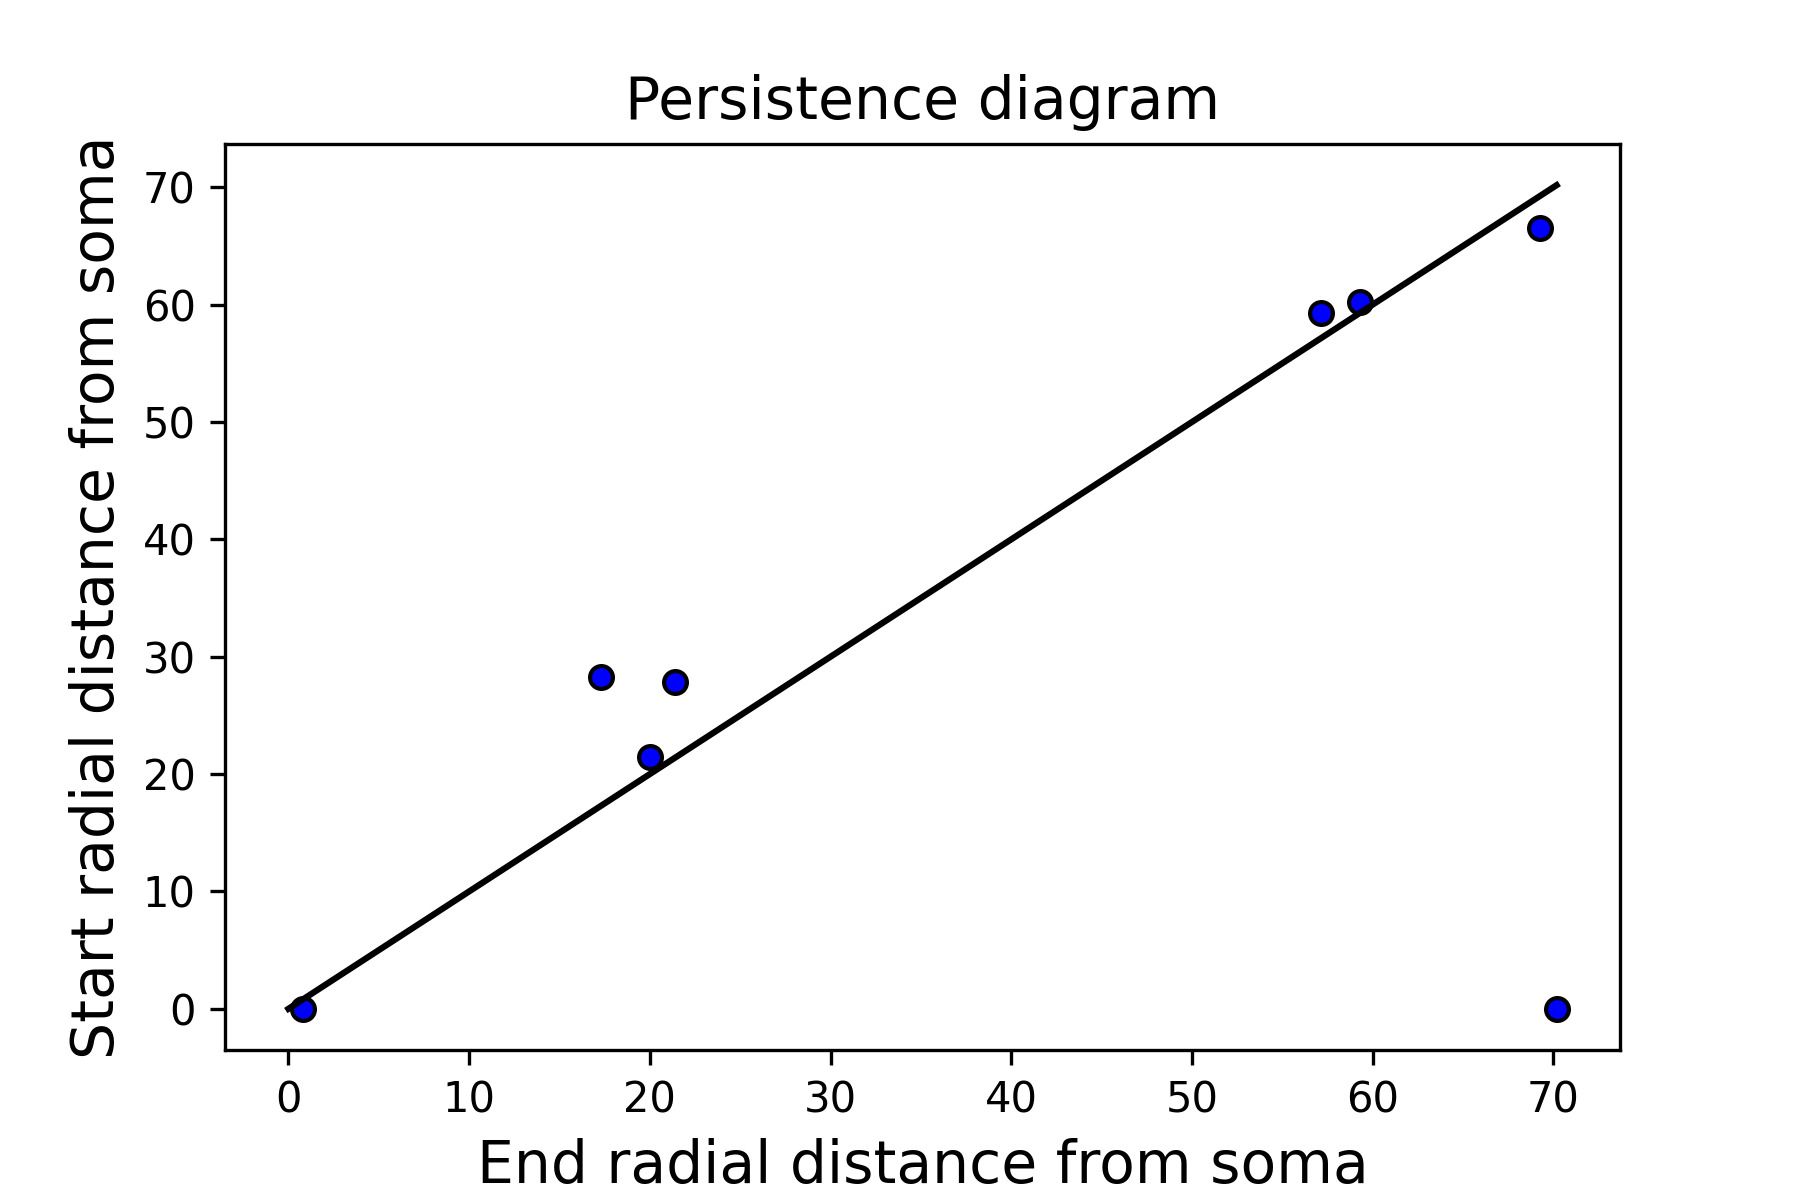 Persistence diagram
Start radial distance from soma
70
60
50
40
30
20
10
0
0 10 20 30 40 50 60 70
End radial distance from soma